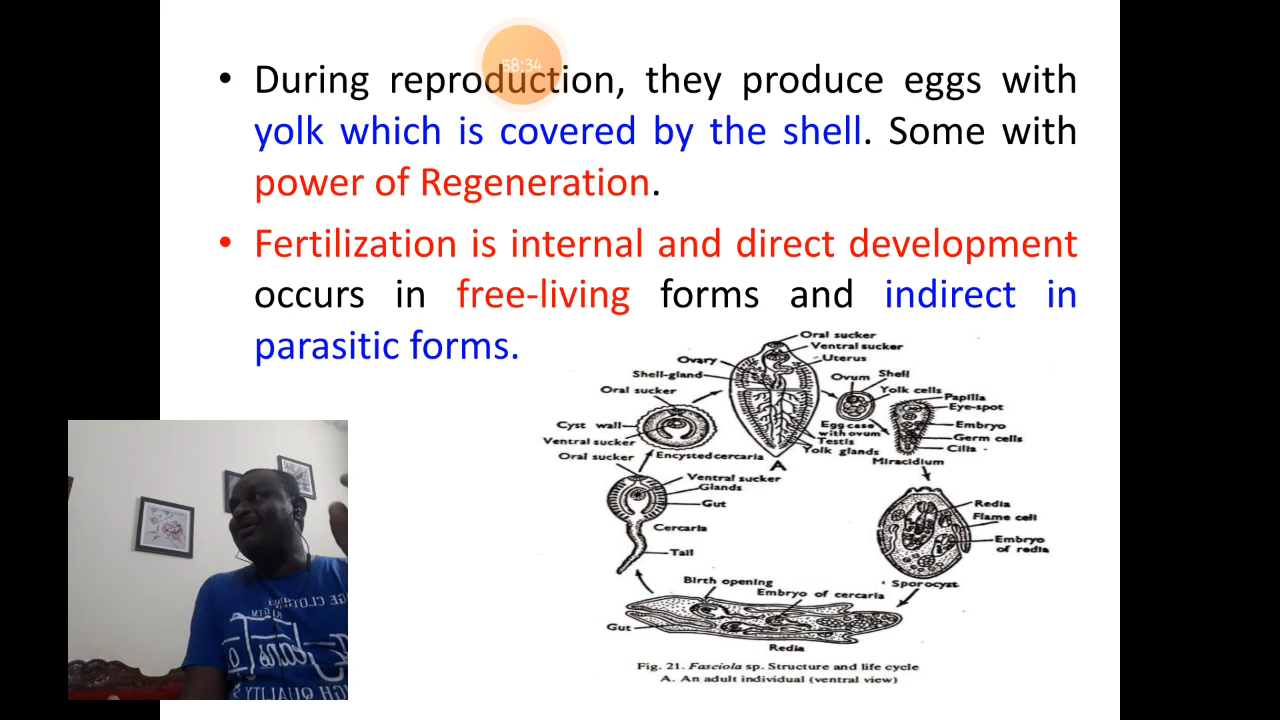 58:34
• During reproduction, they produce eggs with
yolk which is covered by the shell. Some with
power of Regeneration.
• Fertilization is internal and direct development
occurs in free-living forms and indirect in
parasitic forms.
Oral sucker
Ventral sucker
Uterus
Ovary
Shell-gland
Oral sucker
Ovum
Shell
Yolk cells
Papilla
Eye-spot
Embryo
Germ cells
Cilia
Miracidium
Egg case
with ovum
Testis
Yolk glands
A
Cyst wall
Ventral sucker
Encysted cercaria
Oral sucker
Ventral sucker
Glands
Gut
Cercaria
Tail
Redia
Flame cell
Embryo
of redia
Sporocyst
Birth opening
Embryo of cercaria
Gut
Redia
Fig. 21. Fasciola sp. Structure and life cycle
A. An adult individual (ventral view)